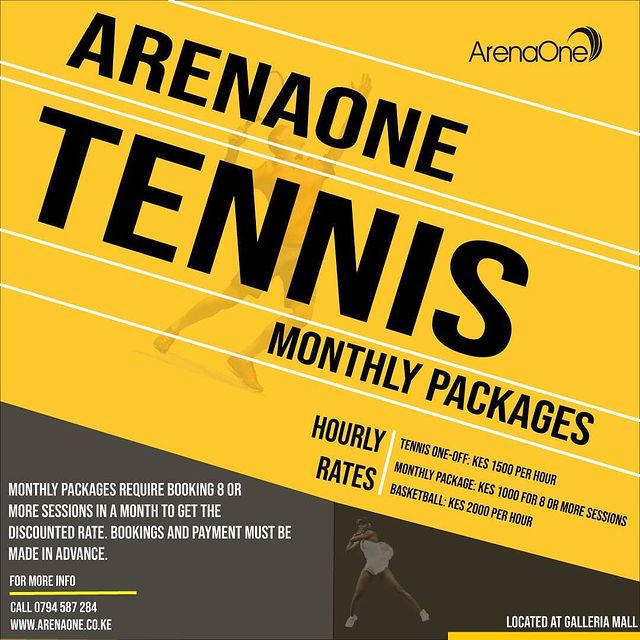 ArenaOne
ARENAONE
TENNIS
MONTHLY PACKAGES
HOURLY
RATES
TENNIS ONE-OFF: KES 1500 PER HOUR
MONTHLY PACKAGE: KES 1000 FOR 8 OR MORE SESSIONS
BASKETBALL: KES 2000 PER HOUR
MONTHLY PACKAGES REQUIRE BOOKING 8 OR
MORE SESSIONS IN A MONTH TO GET THE
DISCOUNTED RATE. BOOKINGS AND PAYMENT MUST BE
MADE IN ADVANCE.
FOR MORE INFO
CALL 0794 587 284
WWW.ARENAONE.CO.KE
LOCATED AT GALLERIA MALL